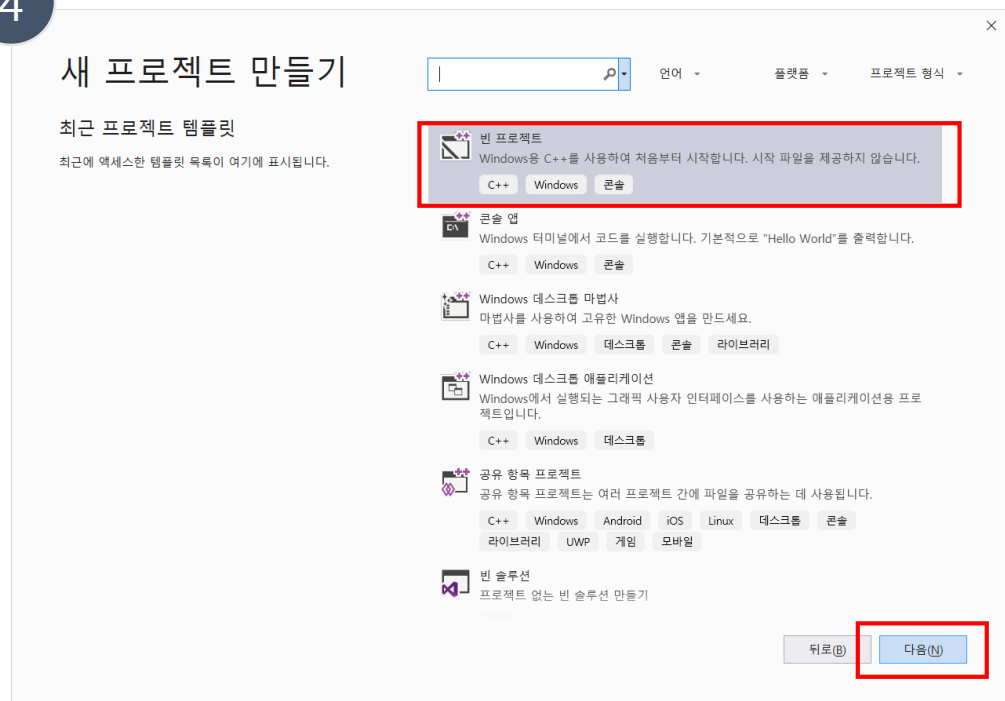 4
새 프로젝트 만들기
언어
플랫폼
프로젝트 형식
최근 프로젝트 템플릿
최근에 액세스한 템플릿 목록이 여기에 표시됩니다.
빈 프로젝트
Windows용 C++를 사용하여 처음부터 시작합니다. 시작 파일을 제공하지 않습니다.
C++ Windows 콘솔
콘솔 앱
Windows 터미널에서 코드를 실행합니다. 기본적으로 "Hello World"를 출력합니다.
C++ Windows 콘솔
Windows 데스크톱 마법사
마법사를 사용하여 고유한 Windows 앱을 만드세요.
C++ Windows 데스크톱 콘솔 라이브러리
Windows 데스크톱 애플리케이션
Windows에서 실행되는 그래픽 사용자 인터페이스를 사용하는 애플리케이션용 프로
젝트입니다.
C++ Windows 데스크톱
공유 항목 프로젝트
공유 항목 프로젝트는 여러 프로젝트 간에 파일을 공유하는 데 사용됩니다.
C++ Windows Android iOS Linux 데스크톱 콘솔
라이브러리 UWP 게임 모바일
빈 솔루션
프로젝트 없는 빈 솔루션 만들기
뒤로(B)
다음(N)